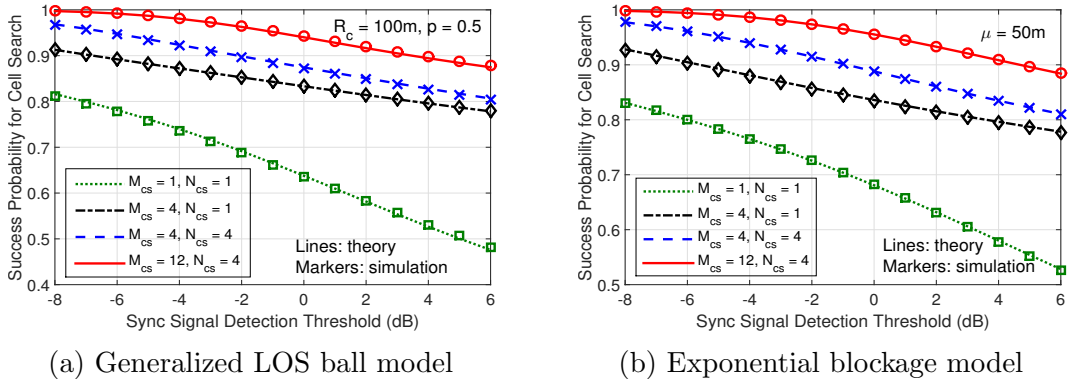 R_c = 100m, p = 0.5
Success Probability for Cell Search
1
0.9
0.8
0.7
0.6
0.5
0.4
M_cs = 1, N_cs = 1
M_cs = 4, N_cs = 1
M_cs = 4, N_cs = 4
M_cs = 12, N_cs = 4
Lines: theory
Markers: simulation
-8 -6 -4 -2 0 2 4 6
Sync Signal Detection Threshold (dB)
(a) Generalized LOS ball model
μ = 50m
Success Probability for Cell Search
1
0.9
0.8
0.7
0.6
0.5
M_cs = 1, N_cs = 1
M_cs = 4, N_cs = 1
M_cs = 4, N_cs = 4
M_cs = 12, N_cs = 4
Lines: theory
Markers: simulation
-8 -6 -4 -2 0 2 4 6
Sync Signal Detection Threshold (dB)
(b) Exponential blockage model